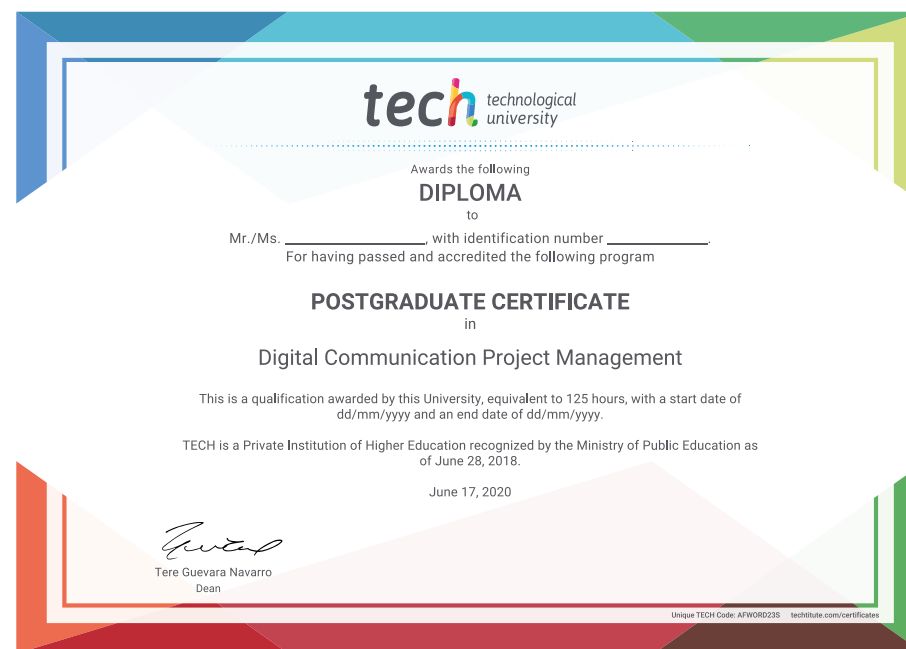 tech technological
university
Awards the following
DIPLOMA
to
Mr./Ms. ____________________, with identification number ______________.
For having passed and accredited the following program
POSTGRADUATE CERTIFICATE
in
Digital Communication Project Management
This is a qualification awarded by this University, equivalent to 125 hours, with a start date of
dd/mm/yyyy and an end date of dd/mm/yyyy.
TECH is a Private Institution of Higher Education recognized by the Ministry of Public Education as
of June 28, 2018.
June 17, 2020
Tere Guevara Navarro
Dean
Unique TECH Code: AFWORD23S techtitute.com/certificates